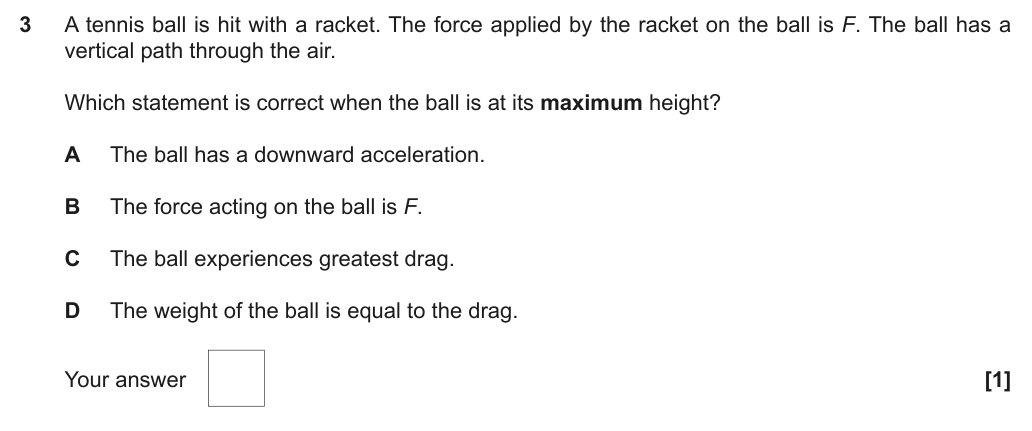 3 A tennis ball is hit with a racket. The force applied by the racket on the ball is F. The ball has a
vertical path through the air.
Which statement is correct when the ball is at its maximum height?
A The ball has a downward acceleration.
B The force acting on the ball is F.
C The ball experiences greatest drag.
D The weight of the ball is equal to the drag.
Your answer [1]